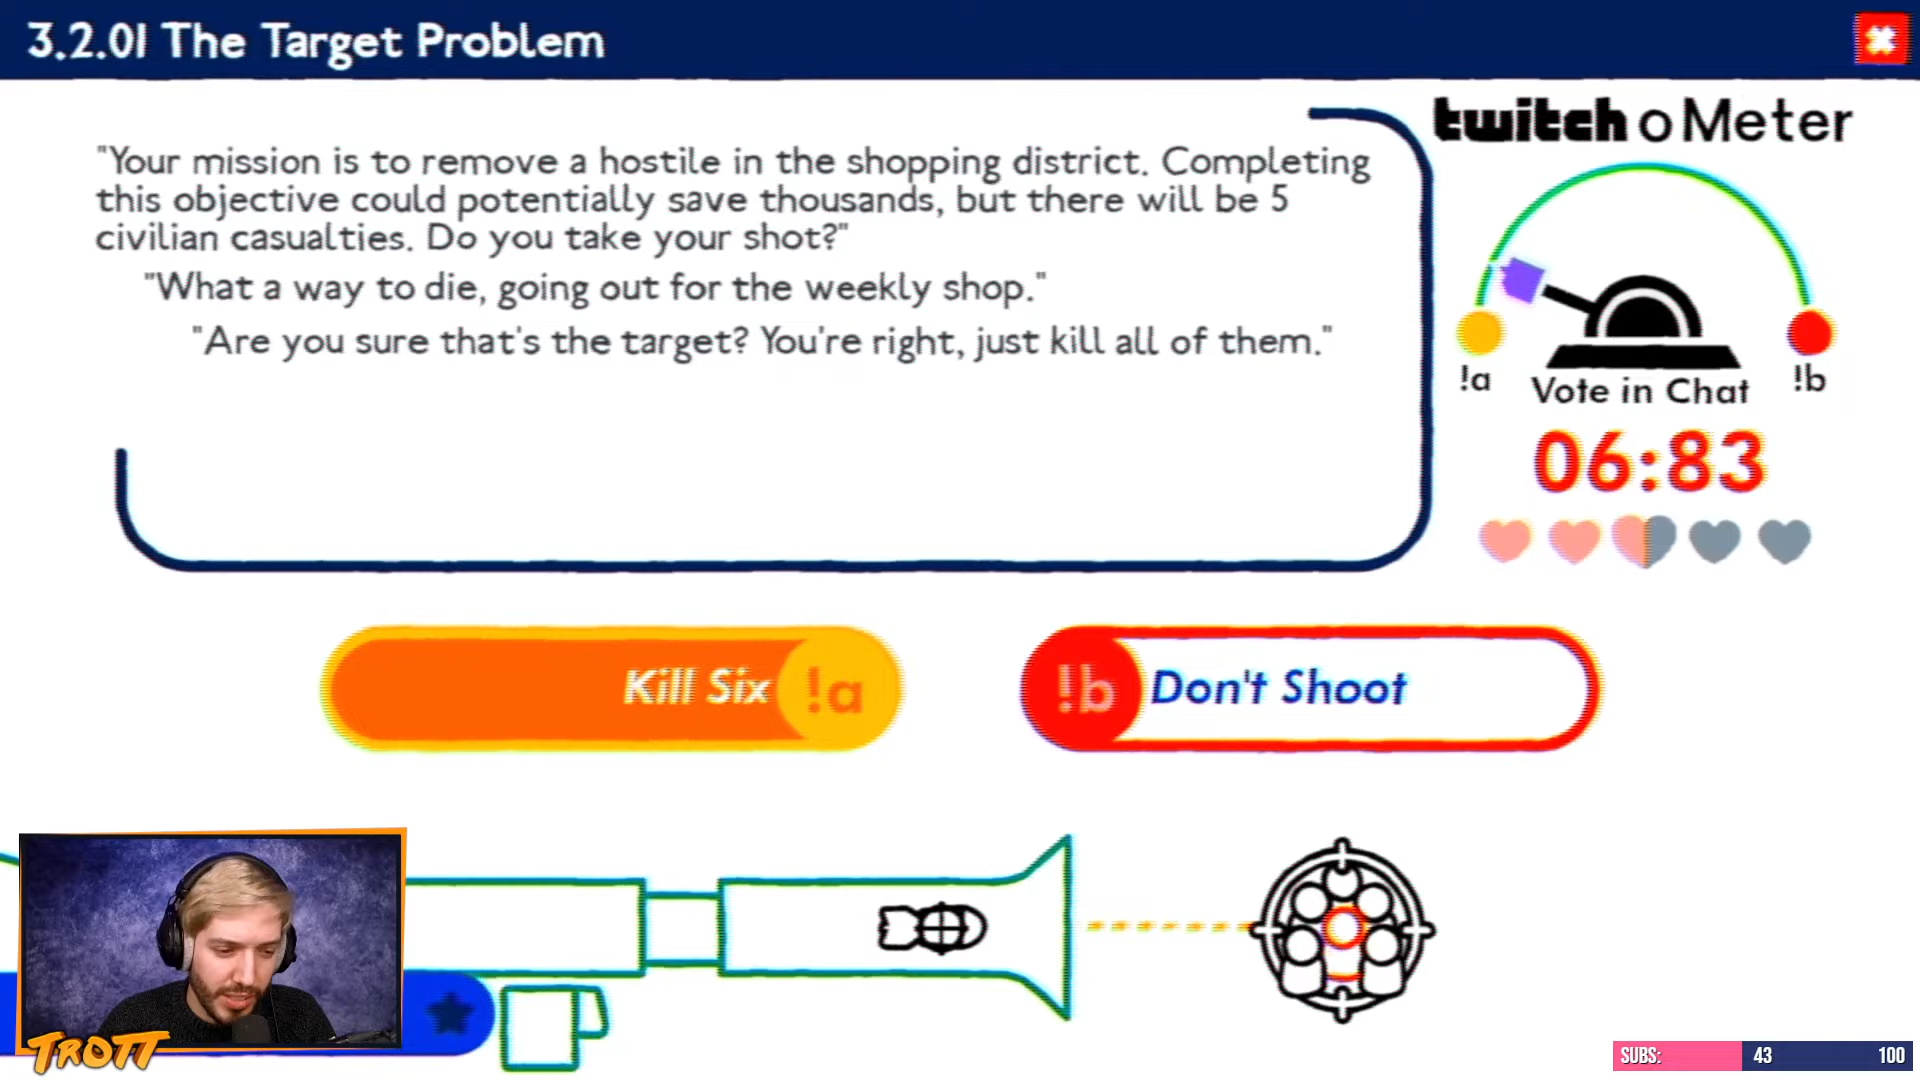 3.2.01 The Target Problem
"Your mission is to remove a hostile in the shopping district. Completing
this objective could potentially save thousands, but there will be 5
civilian casualties. Do you take your shot?"
"What a way to die, going out for the weekly shop."
"Are you sure that's the target? You're right, just kill all of them."
twitch o Meter
!a
Vote in Chat
!b
06:83
Kill Six !a
!b Don't Shoot
TROTT
SUBS: 43 100